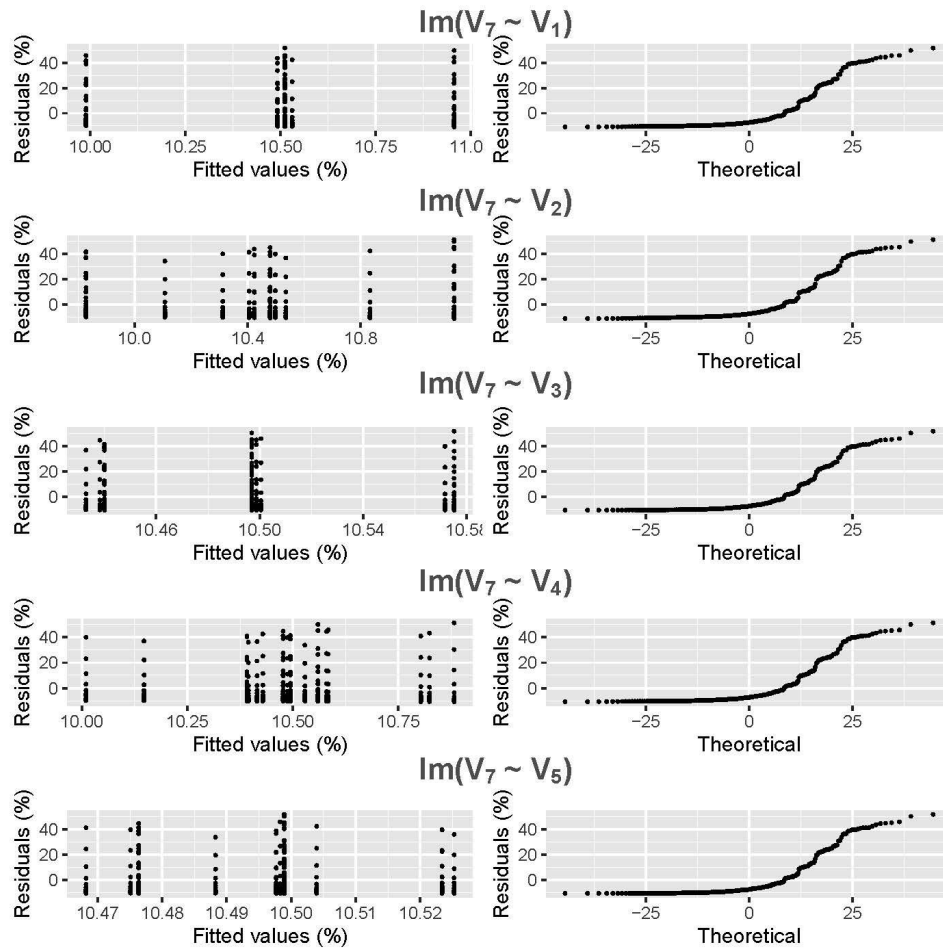 lm(V₇ ~ V₁)
Residuals (%)
40
20
0
10.00 10.25 10.50 10.75 11.0
Fitted values (%)
Residuals (%)
40
20
0
−25 0 25
Theoretical
lm(V₇ ~ V₂)
Residuals (%)
40
20
0
10.0 10.4 10.8
Fitted values (%)
Residuals (%)
40
20
0
−25 0 25
Theoretical
lm(V₇ ~ V₃)
Residuals (%)
40
20
0
10.46 10.50 10.54 10.58
Fitted values (%)
Residuals (%)
40
20
0
−25 0 25
Theoretical
lm(V₇ ~ V₄)
Residuals (%)
40
20
0
10.00 10.25 10.50 10.75
Fitted values (%)
Residuals (%)
40
20
0
−25 0 25
Theoretical
lm(V₇ ~ V₅)
Residuals (%)
40
20
0
10.47 10.48 10.49 10.50 10.51 10.52
Fitted values (%)
Residuals (%)
40
20
0
−25 0 25
Theoretical